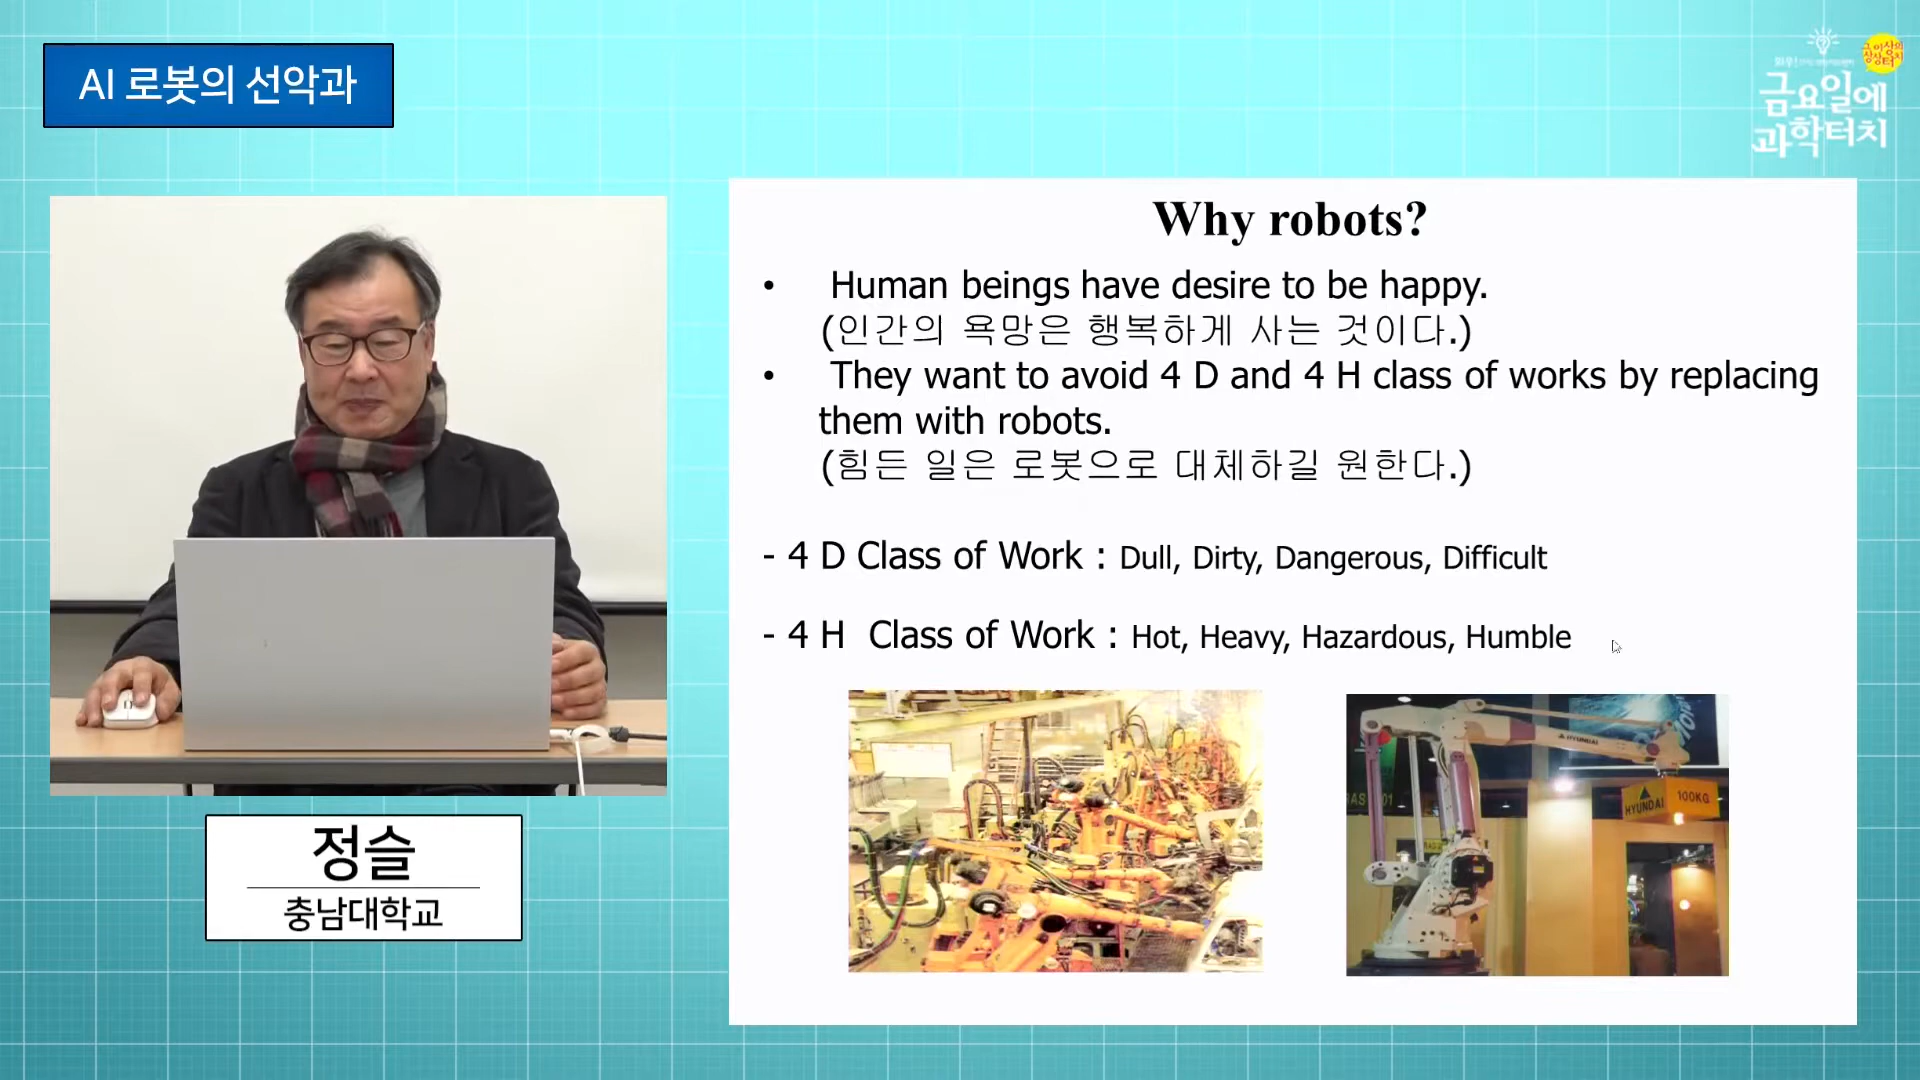 AI 로봇의 선악과
금요일에
과학터치
Why robots?
• Human beings have desire to be happy.
(인간의 욕망은 행복하게 사는 것이다.)
• They want to avoid 4 D and 4 H class of works by replacing
them with robots.
(힘든 일은 로봇으로 대체하길 원한다.)
- 4 D Class of Work : Dull, Dirty, Dangerous, Difficult
- 4 H Class of Work : Hot, Heavy, Hazardous, Humble
HYUNDAI
HYUNDAI 100KG
정슬
충남대학교